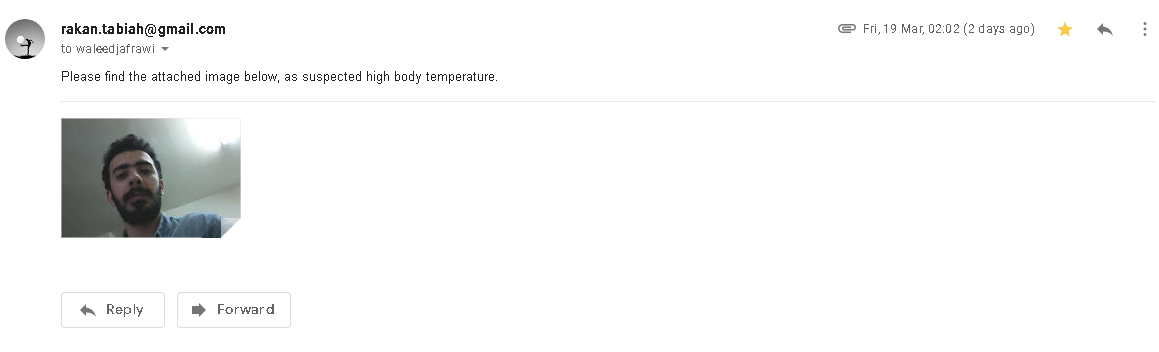 rakan.tabiah@gmail.com
Fri, 19 Mar, 02:02 (2 days ago)
to waleedjafrawi
Please find the attached image below, as suspected high body temperature.
Reply
Forward